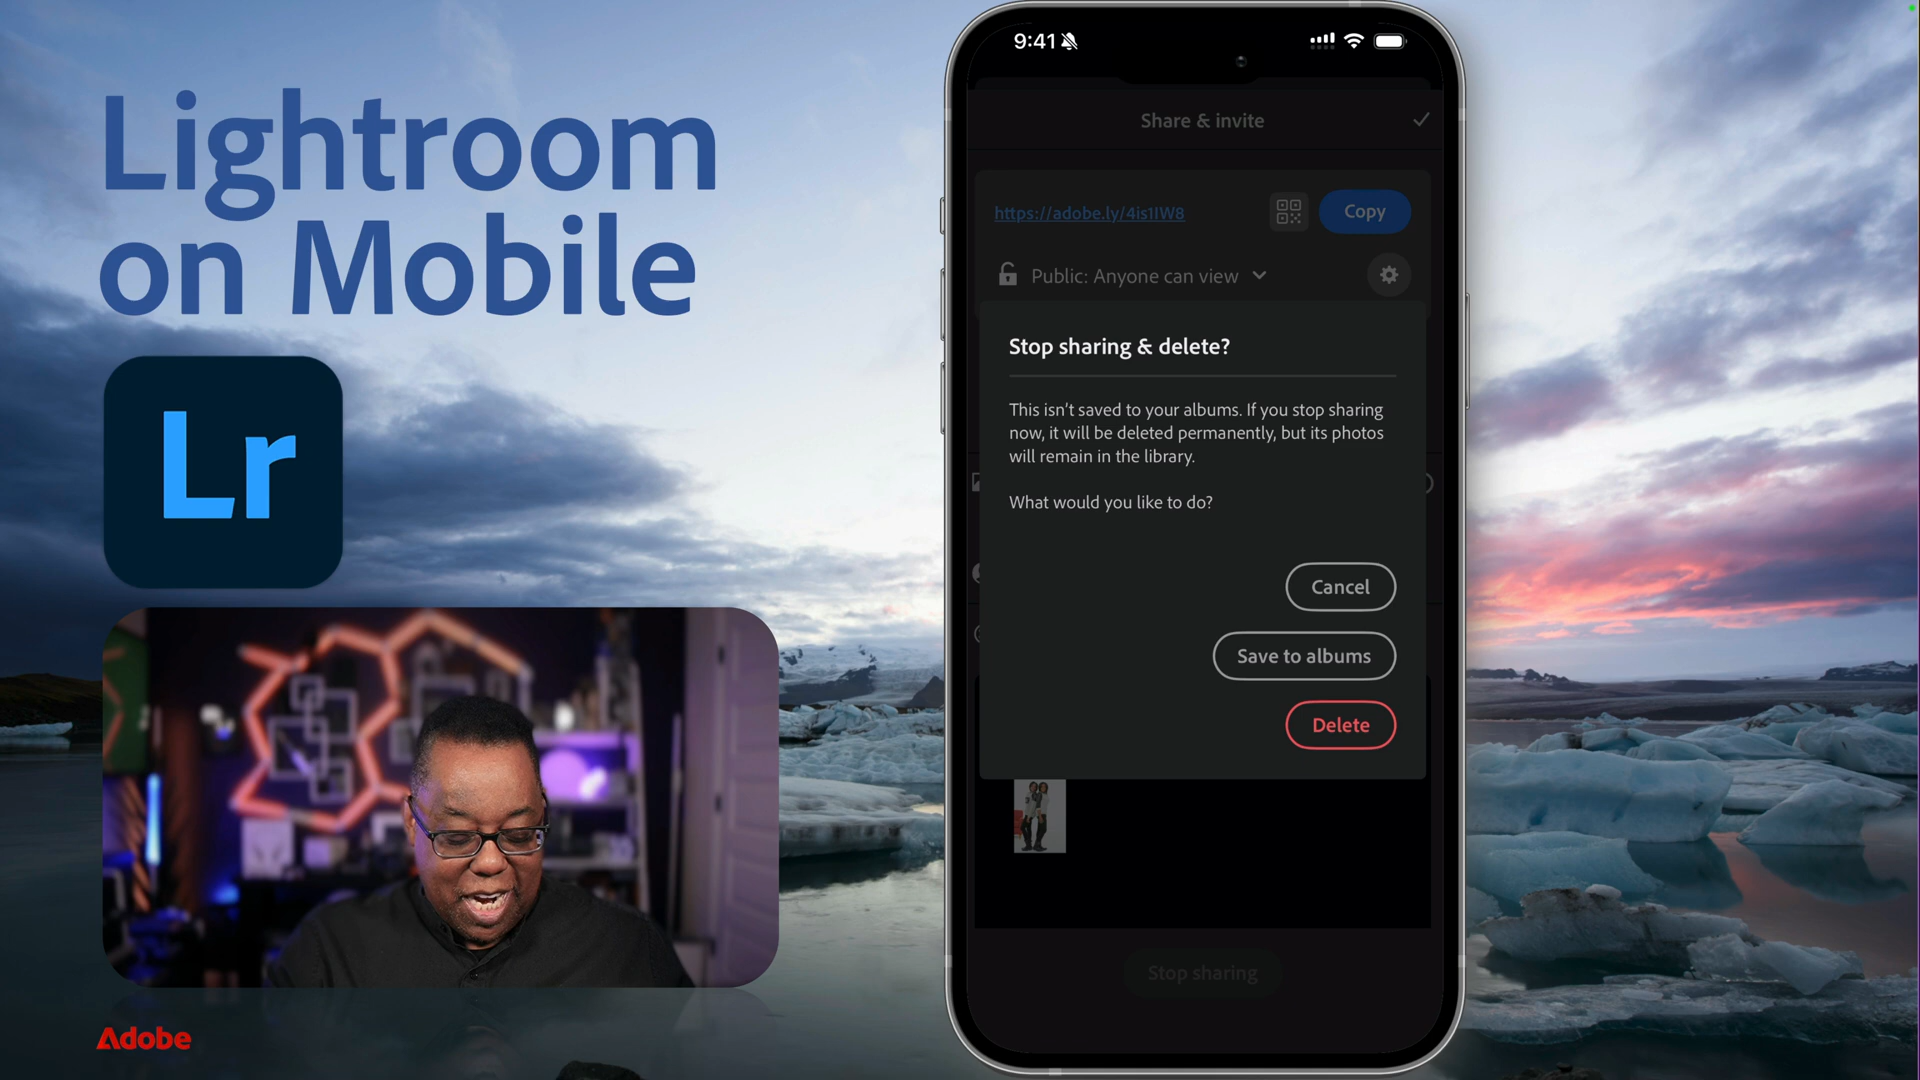 Lightroom
on Mobile
Lr
Adobe
9:41
Share & invite
https://adobe.ly/4is1IW8
Copy
Public: Anyone can view
Stop sharing & delete?
This isn't saved to your albums. If you stop sharing
now, it will be deleted permanently, but its photos
will remain in the library.
What would you like to do?
Cancel
Save to albums
Delete
Stop sharing